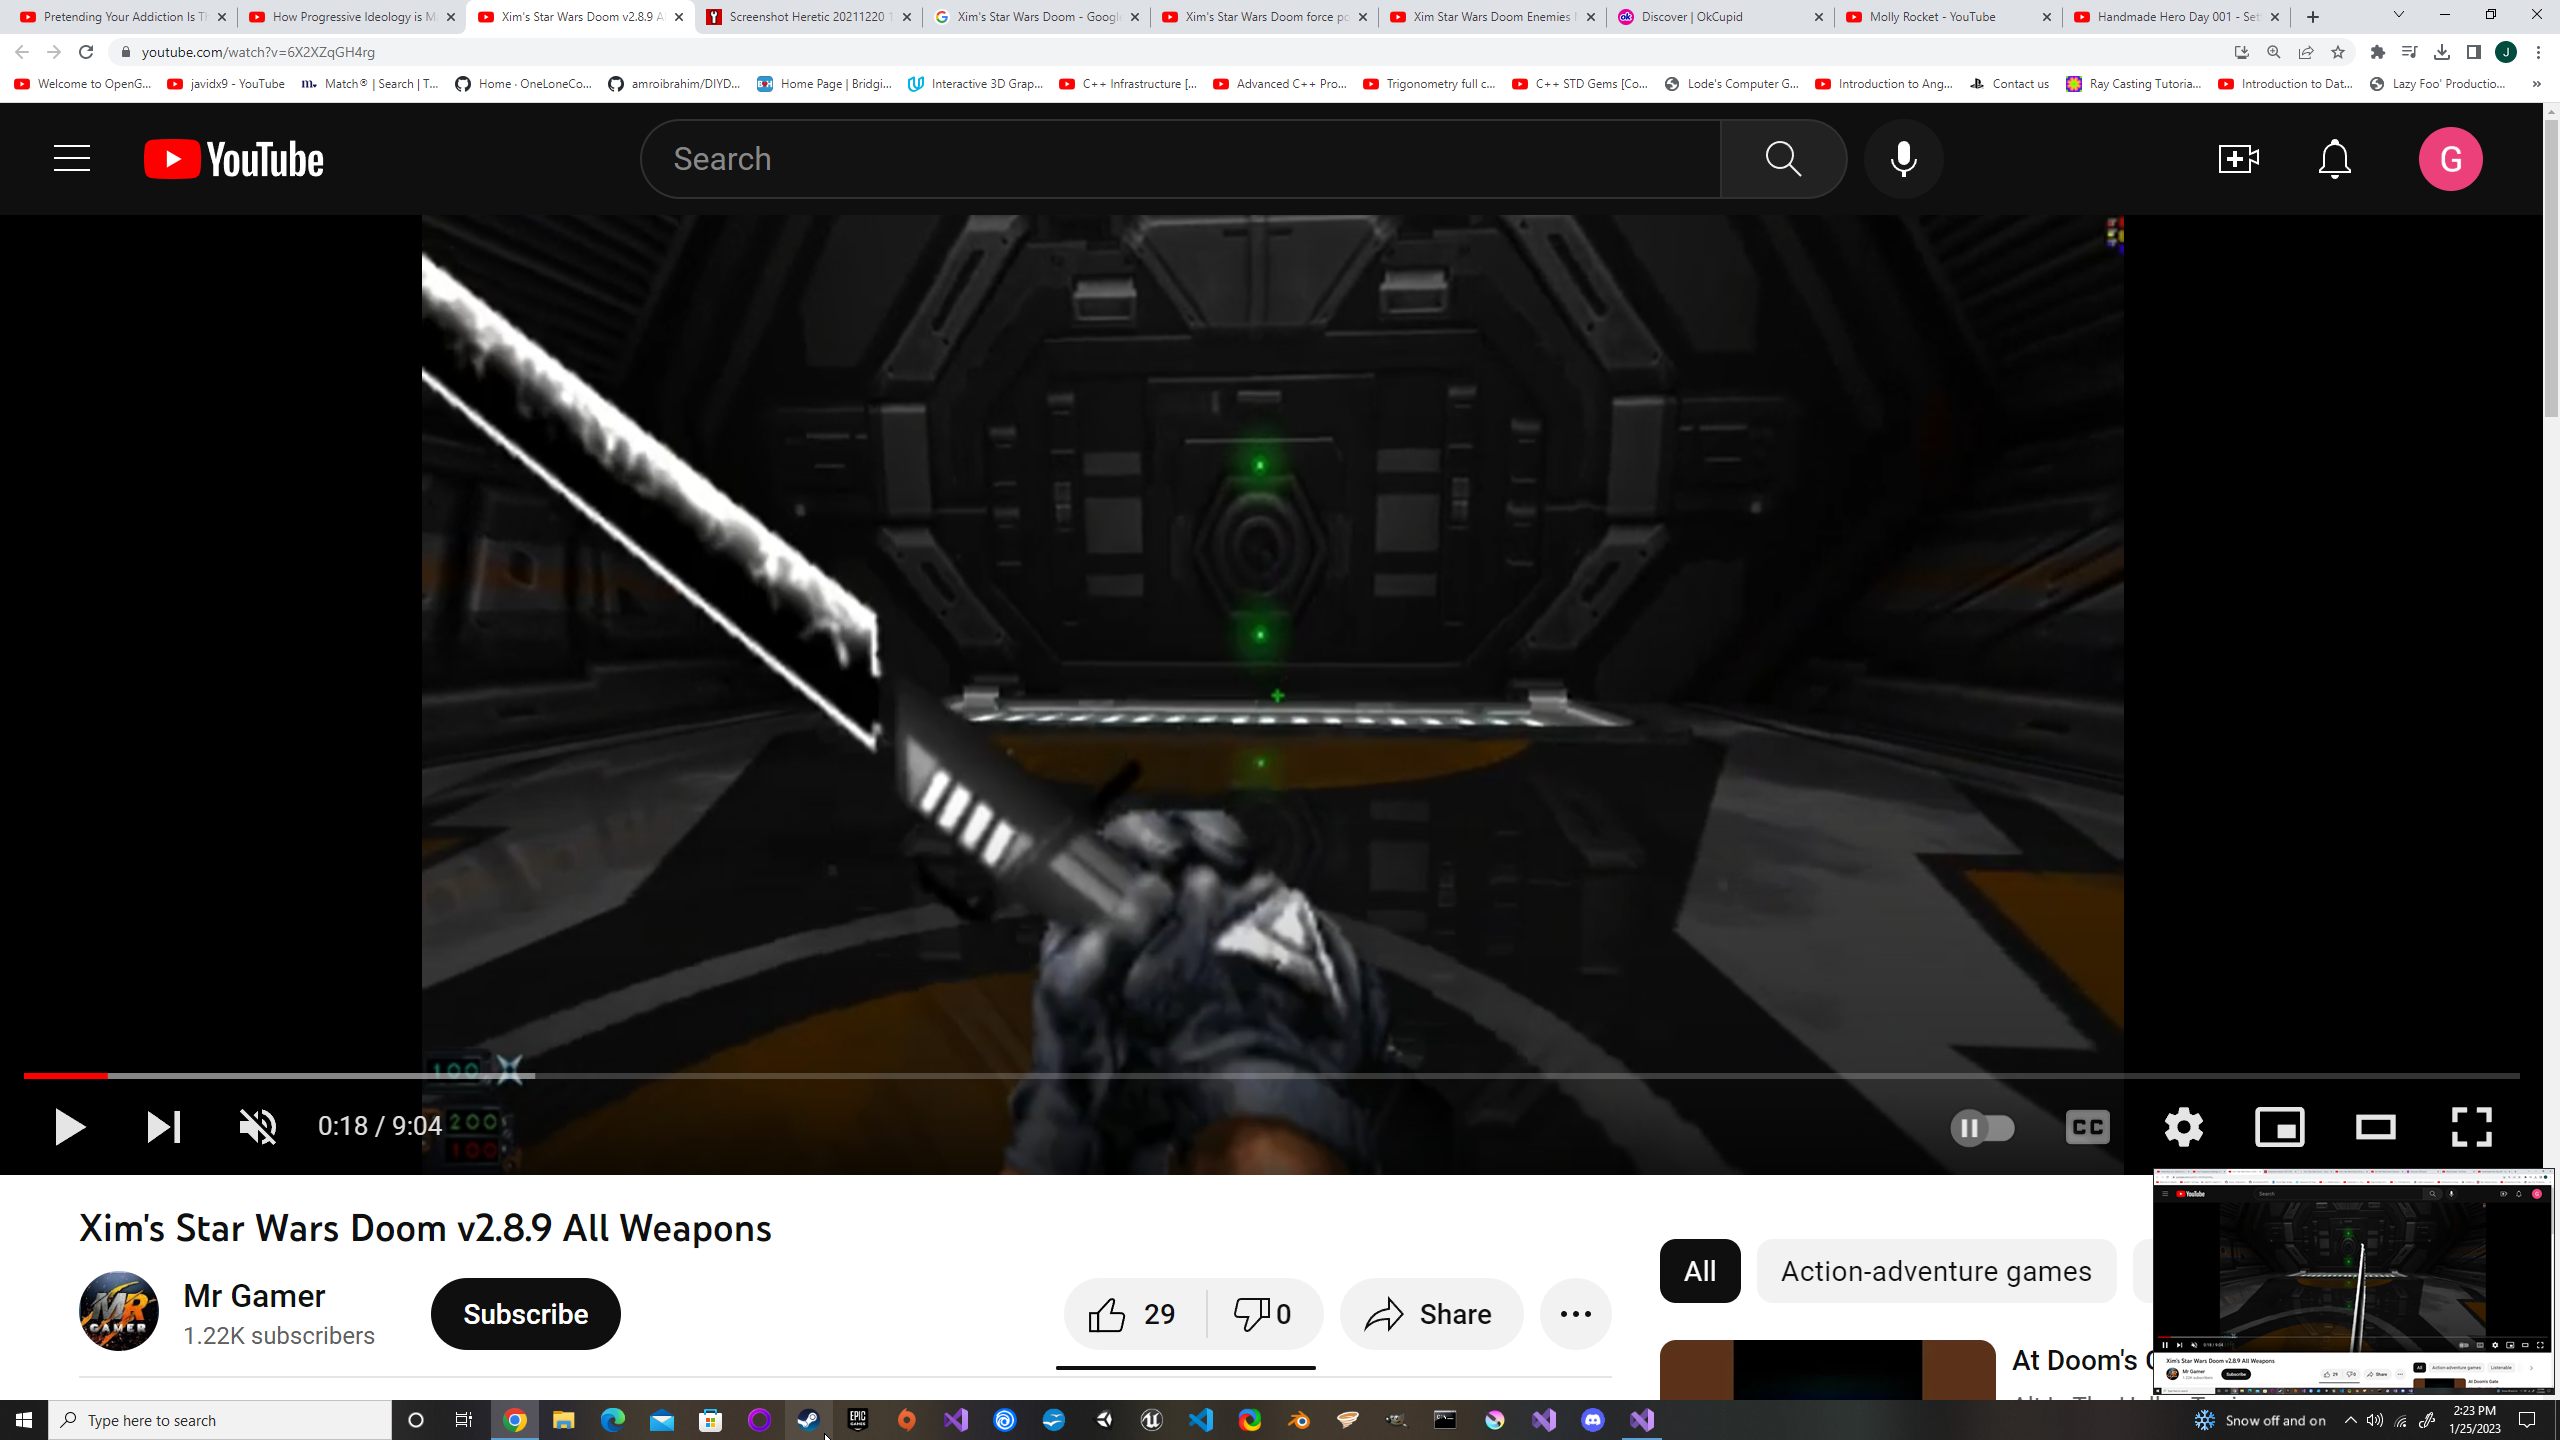 Pretending Your Addiction Is Th
How Progressive Ideology is M
Xim's Star Wars Doom v2.8.9 A
Screenshot Heretic 20211220 1
Xim's Star Wars Doom - Google
Xim's Star Wars Doom force po
Xim Star Wars Doom Enemies
Discover | OkCupid
Molly Rocket - YouTube
Handmade Hero Day 001 - Set
youtube.com/watch?v=6X2XZqGH4rg
J
Welcome to OpenG...
javidx9 - YouTube
Match® | Search | T...
Home · OneLoneCo...
amroibrahim/DIYD...
Home Page | Bridgi...
Interactive 3D Grap...
C++ Infrastructure [...
Advanced C++ Pro...
Trigonometry full c...
C++ STD Gems [Co...
Lode's Computer G...
Introduction to Ang...
Contact us
Ray Casting Tutoria...
Introduction to Dat...
Lazy Foo' Productio...
YouTube
Search
G
100
200
100
0:18 / 9:04
CC
Xim's Star Wars Doom v2.8.9 All Weapons
Mr Gamer
1.22K subscribers
Subscribe
29
0
Share
All
Action-adventure games
At Doom's
Type here to search
Snow off and on
2:23 PM
1/25/2023